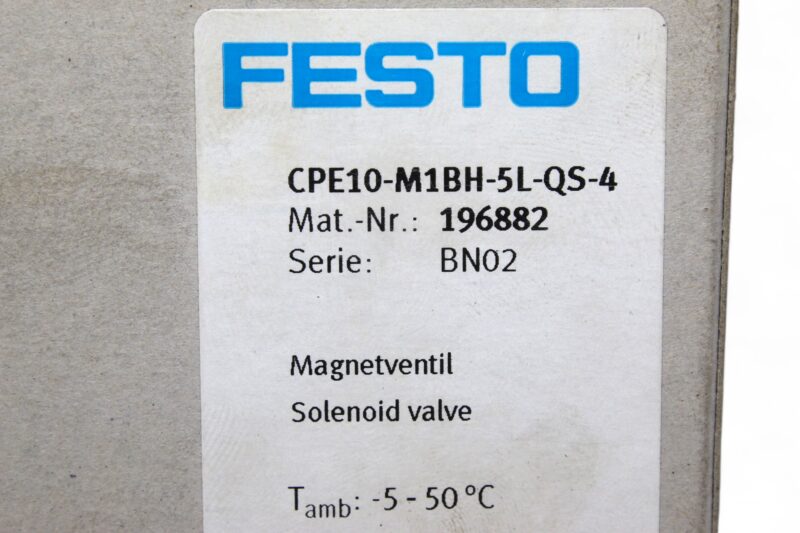 FESTO
CPE10-M1BH-5L-QS-4
Mat.-Nr.: 196882
Serie: BN02
Magnetventil
Solenoid valve
Tamb: -5 - 50 °C